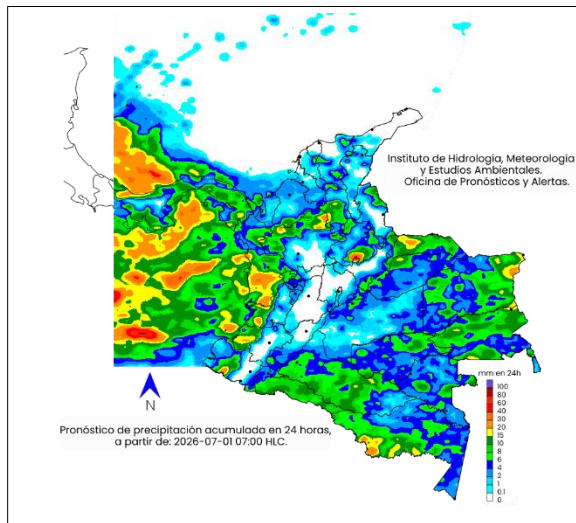 Instituto de Hidrología, Meteorología
y Estudios Ambientales.
Oficina de Pronósticos y Alertas.
mm en 24h
100
80
60
40
30
20
15
10
8
6
4
2
1
0.1
0
N
Pronóstico de precipitación acumulada en 24 horas,
a partir de: 2026-07-01 07:00 HLC.